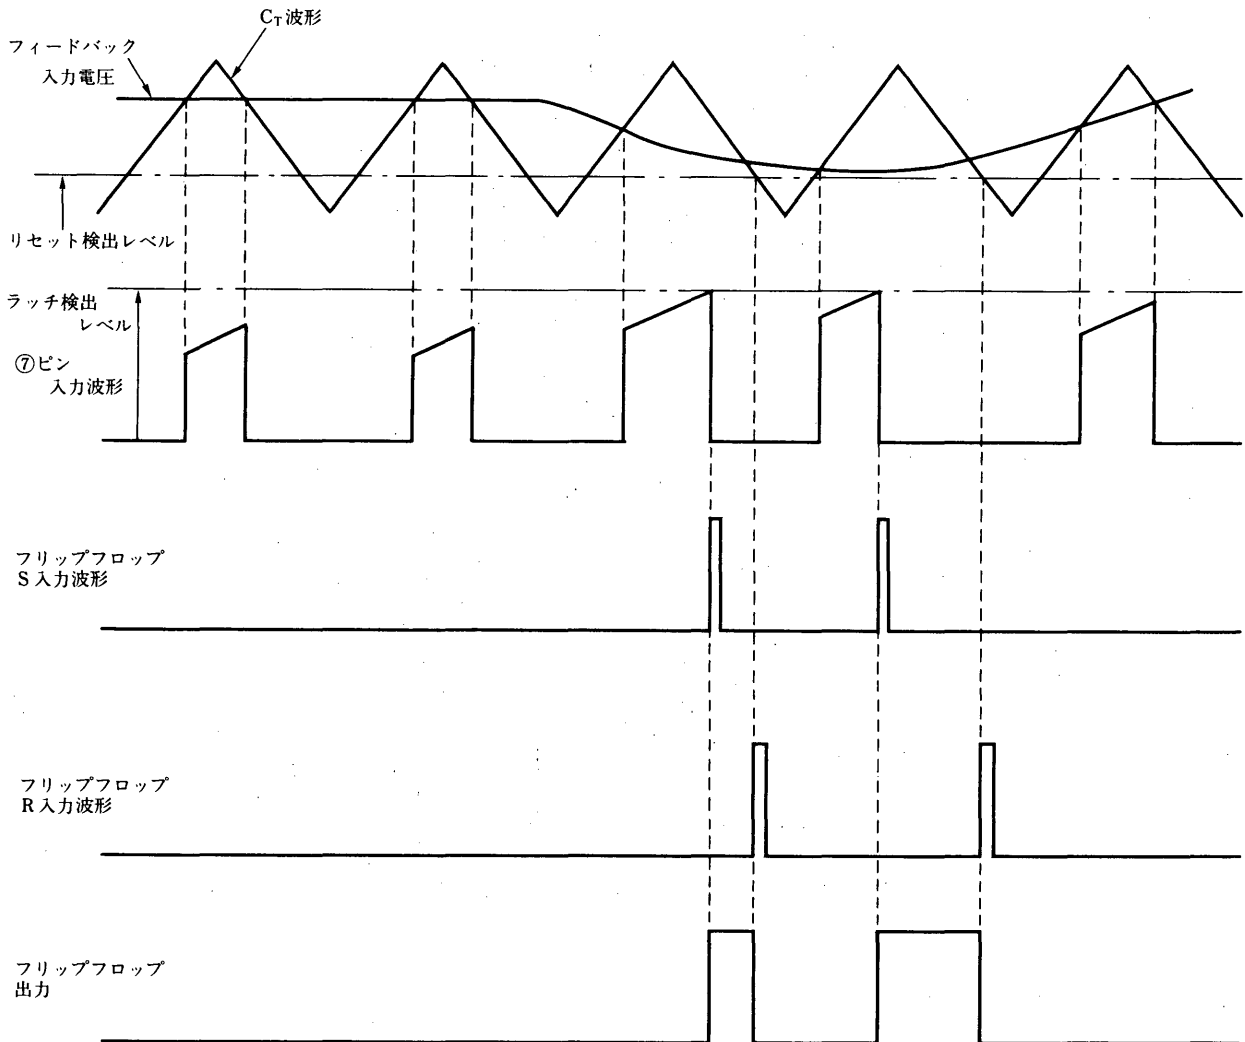 C_T波形
フィードバック
入力電圧
リセット検出レベル
ラッチ検出
レベル
⑦ピン
入力波形
フリップフロップ
S入力波形
フリップフロップ
R入力波形
フリップフロップ
出力